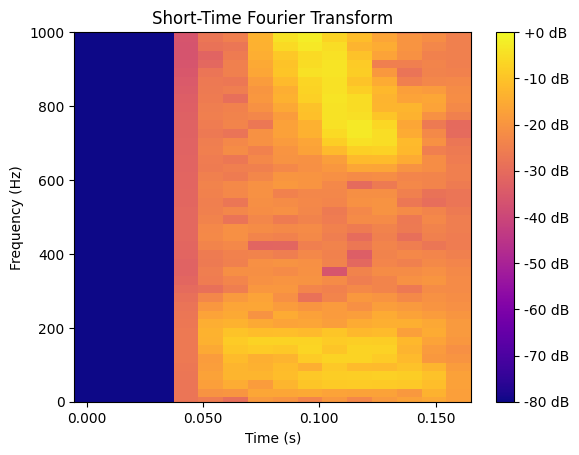 Short-Time Fourier Transform
1000
800
600
400
200
0
Frequency (Hz)
0.000
0.050
0.100
0.150
Time (s)
+0 dB
-10 dB
-20 dB
-30 dB
-40 dB
-50 dB
-60 dB
-70 dB
-80 dB